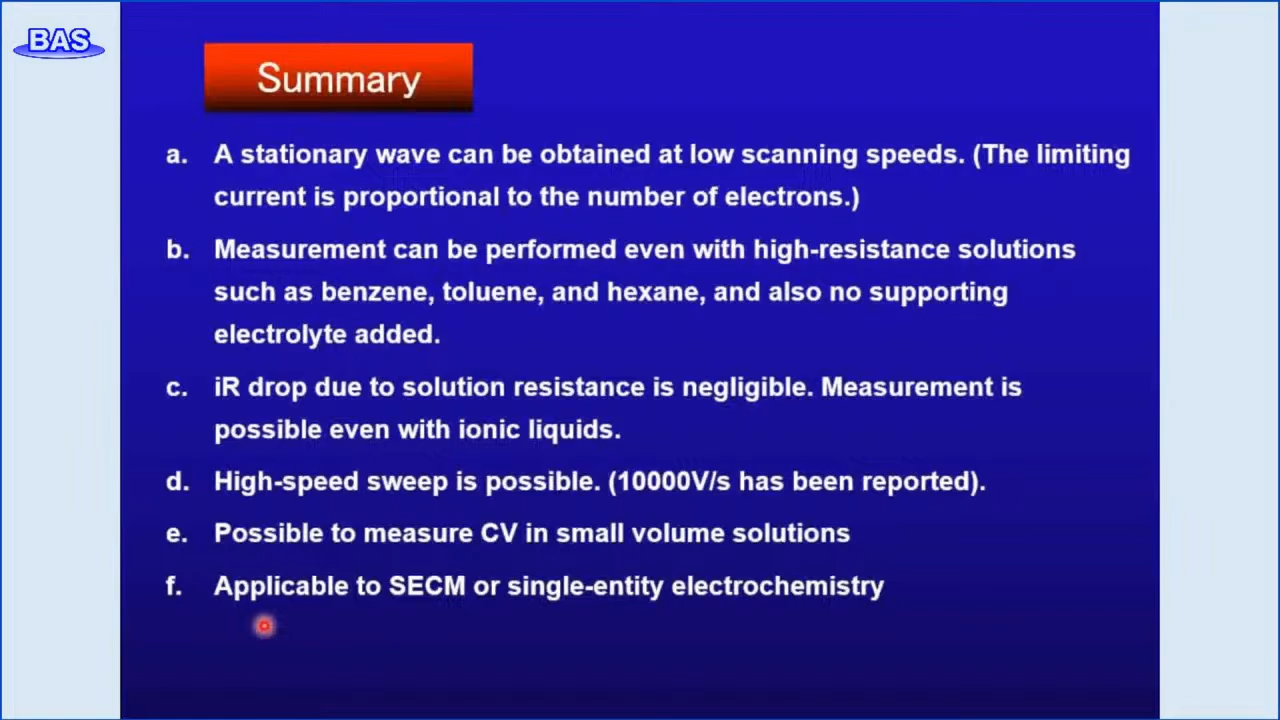 BAS
Summary
a. A stationary wave can be obtained at low scanning speeds. (The limiting
current is proportional to the number of electrons.)
b. Measurement can be performed even with high-resistance solutions
such as benzene, toluene, and hexane, and also no supporting
electrolyte added.
c. iR drop due to solution resistance is negligible. Measurement is
possible even with ionic liquids.
d. High-speed sweep is possible. (10000V/s has been reported).
e. Possible to measure CV in small volume solutions
f. Applicable to SECM or single-entity electrochemistry